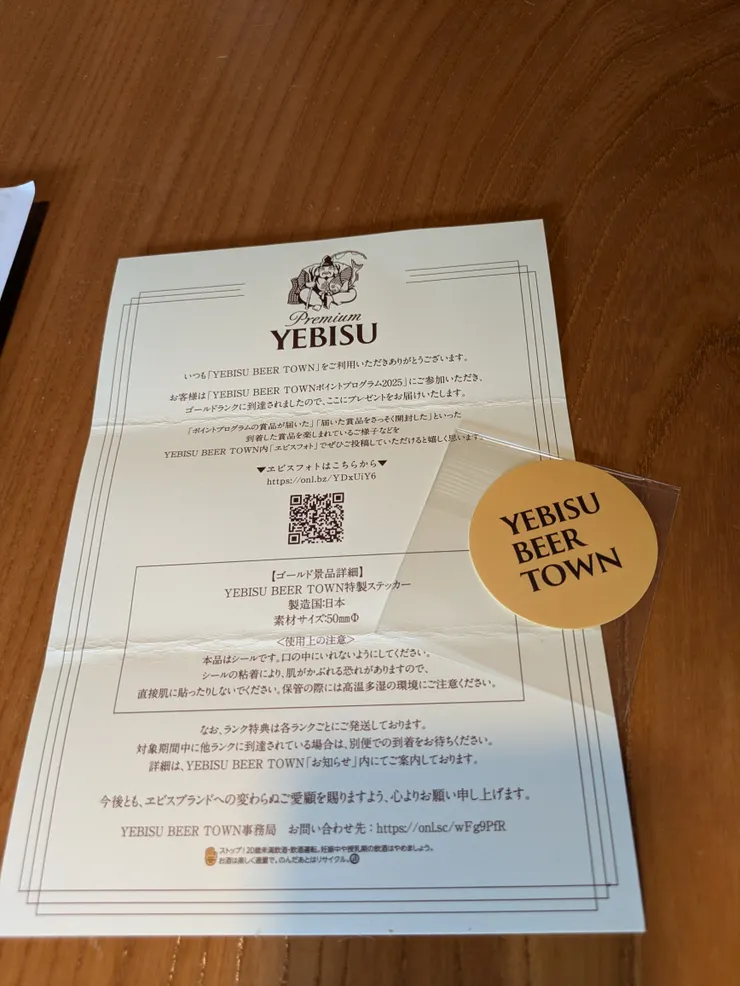 Premium
YEBISU
いつも「YEBISU BEER TOWN」をご利用いただきありがとうございます。
お客様は「YEBISU BEER TOWNポイントプログラム2025」にご参加いただき、
ゴールドランクに到達されましたので、ここにプレゼントをお届けいたします。
「ポイントプログラムの賞品が届いた」「届いた賞品をさっそく開封した」といった
到着した賞品を楽しまれているご様子などを
YEBISU BEER TOWN内「ヱビスフォト」でぜひご投稿していただけると嬉しく思います。
▼ヱビスフォトはこちらから▼
https://onl.bz/YDxUiY6
【ゴールド景品詳細】
YEBISU BEER TOWN特製ステッカー
製造国:日本
素材サイズ:50mmΦ
<使用上の注意>
本品はシールです。口の中にいれないようにしてください。
シールの粘着により、肌がかぶれる恐れがありますので、
直接肌に貼ったりしないでください。保管の際には高温多湿の環境にご注意ください。
なお、ランク特典は各ランクごとにご発送しております。
対象期間中に他ランクに到達されている場合は、別便での到着をお待ちください。
詳細は、YEBISU BEER TOWN「お知らせ」内にてご案内しております。
今後とも、ヱビスブランドへの変わらぬご愛顧を賜りますよう、心よりお願い申し上げます。
YEBISU BEER TOWN事務局 お問い合わせ先:https://onl.sc/wFg9PfR
ストップ!20歳未満飲酒・飲酒運転。妊娠中や授乳期の飲酒はやめましょう。
お酒は楽しく適量で。のんだあとはリサイクル。
YEBISU
BEER
TOWN